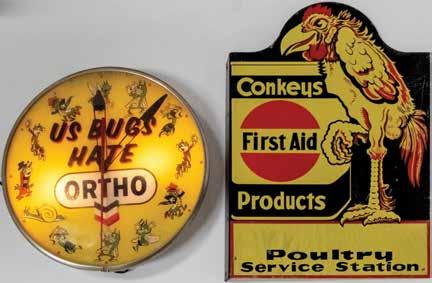 US BUGS
HATE
ORTHO
Conkeys
First Aid
Products
Poultry
Service Station.